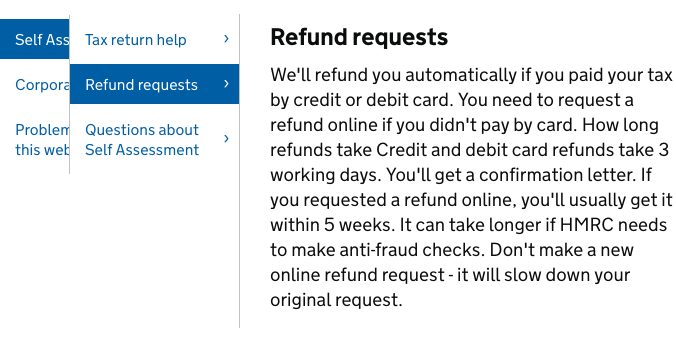 Self Ass
Corpora
Problem
this web
Tax return help
Refund requests
Questions about
Self Assessment
Refund requests
We'll refund you automatically if you paid your tax
by credit or debit card. You need to request a
refund online if you didn't pay by card. How long
refunds take Credit and debit card refunds take 3
working days. You'll get a confirmation letter. If
you requested a refund online, you'll usually get it
within 5 weeks. It can take longer if HMRC needs
to make anti-fraud checks. Don't make a new
online refund request - it will slow down your
original request.